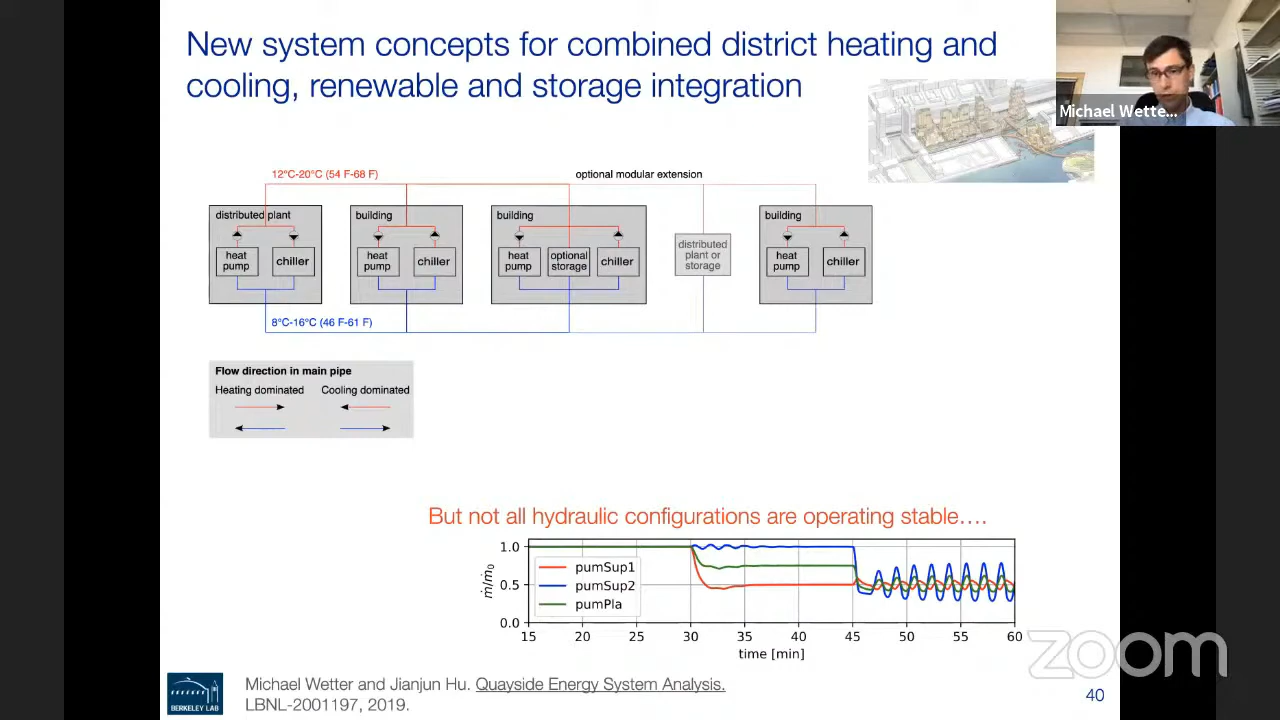 New system concepts for combined district heating and
cooling, renewable and storage integration
Michael Wette...
12°C-20°C (54 F-68 F)
optional modular extension
distributed plant
heat
pump
chiller
building
heat
pump
chiller
building
heat
pump
optional
storage
chiller
distributed
plant or
storage
building
heat
pump
chiller
8°C-16°C (46 F-61 F)
Flow direction in main pipe
Heating dominated
Cooling dominated
But not all hydraulic configurations are operating stable....
ṁ/ṁ₀
1.0
0.5
0.0
pumSup1
pumSup2
pumPla
15 20 25 30 35 40 45 50 55 60
time [min]
zoom
BERKELEY LAB
Michael Wetter and Jianjun Hu. Quayside Energy System Analysis.
LBNL-2001197, 2019.
40